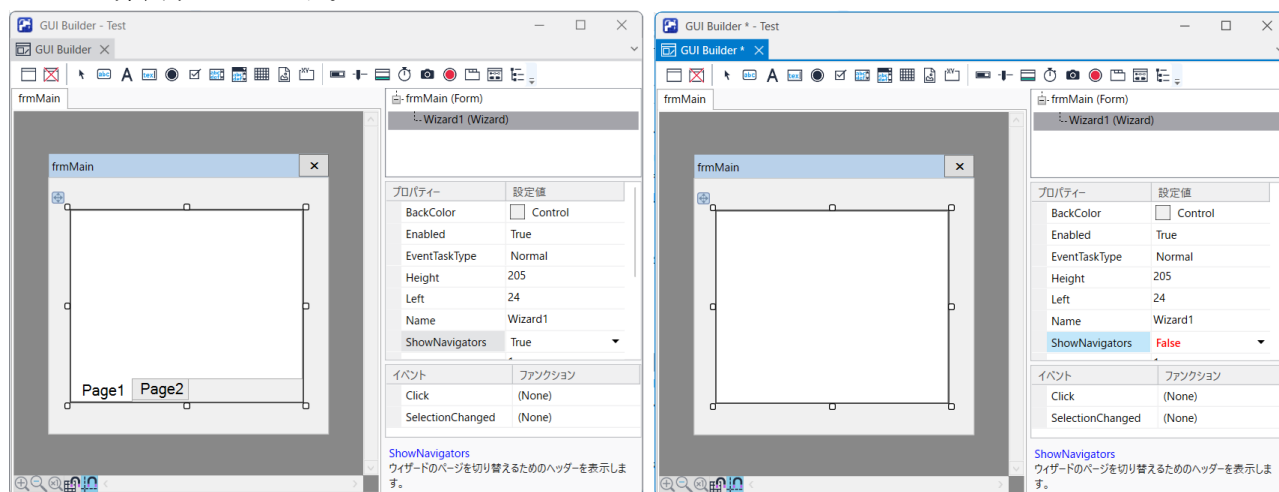 GUI Builder - Test
GUI Builder
frmMain
frmMain
Page1 Page2
frmMain (Form)
Wizard1 (Wizard)
プロパティー 設定値
BackColor Control
Enabled True
EventTaskType Normal
Height 205
Left 24
Name Wizard1
ShowNavigators True
イベント ファンクション
Click (None)
SelectionChanged (None)
ShowNavigators
ウィザードのページを切り替えるためのヘッダーを表示しま
す。
GUI Builder * - Test
GUI Builder *
frmMain
frmMain
frmMain (Form)
Wizard1 (Wizard)
プロパティー 設定値
BackColor Control
Enabled True
EventTaskType Normal
Height 205
Left 24
Name Wizard1
ShowNavigators False
イベント ファンクション
Click (None)
SelectionChanged (None)
ShowNavigators
ウィザードのページを切り替えるためのヘッダーを表示しま
す。